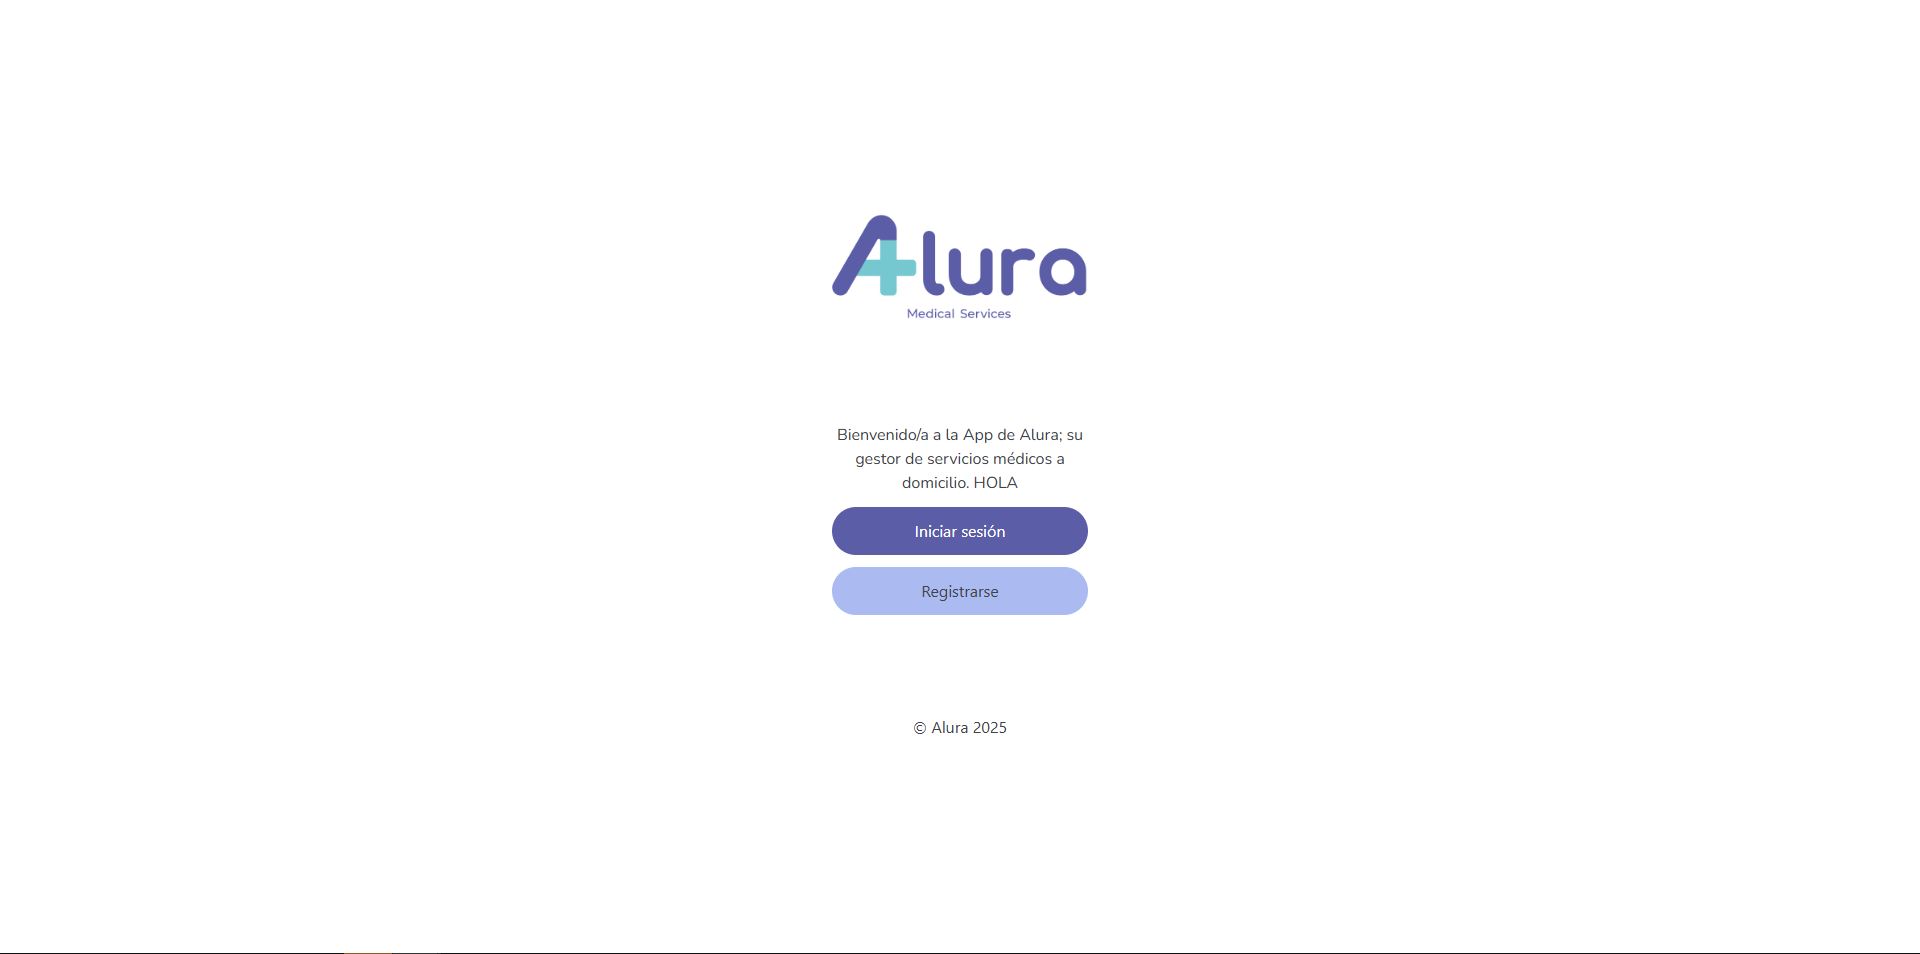 Alura
Medical Services
Bienvenido/a a la App de Alura; su
gestor de servicios médicos a
domicilio. HOLA
Iniciar sesión
Registrarse
© Alura 2025